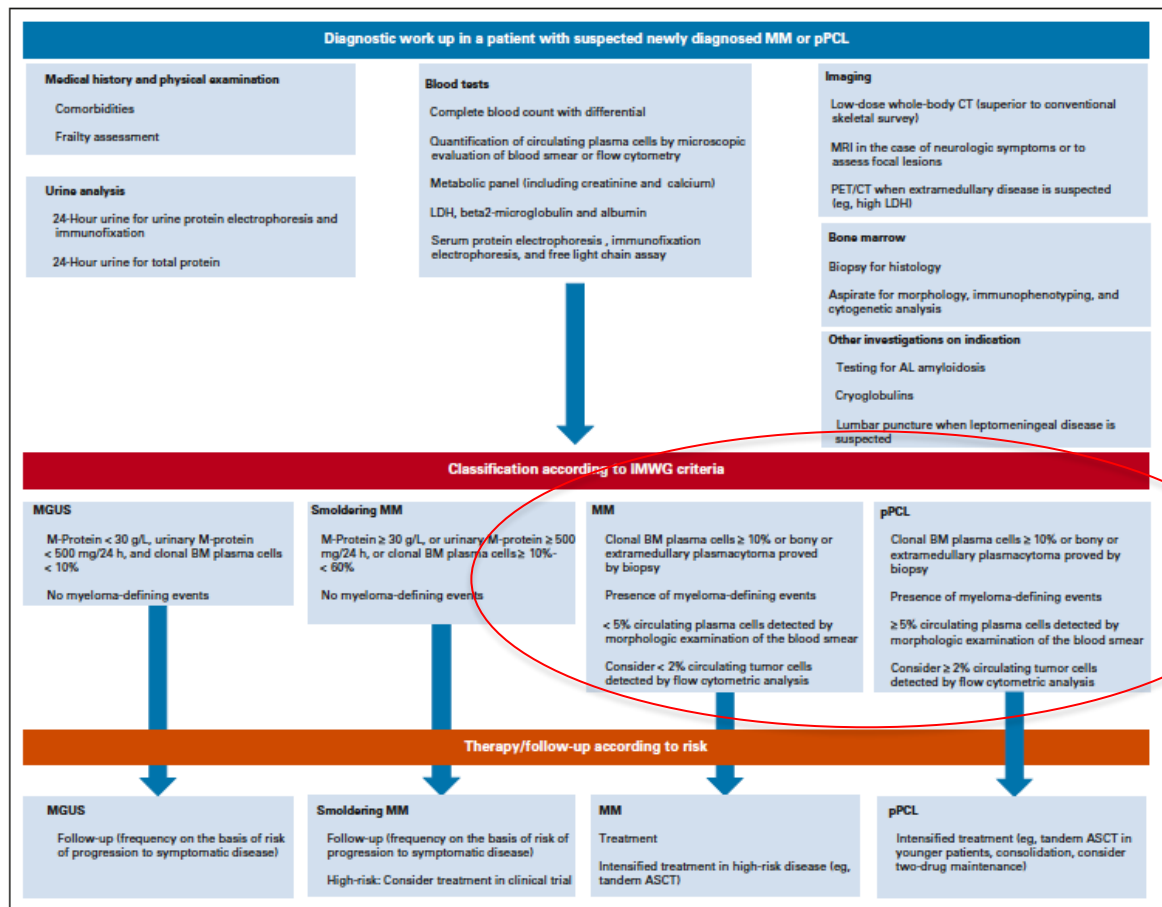 Diagnostic work up in a patient with suspected newly diagnosed MM or pPCL
Medical history and physical examination
Comorbidities
Frailty assessment
Urine analysis
24-Hour urine for urine protein electrophoresis and
immunofixation
24-Hour urine for total protein
Blood tests
Complete blood count with differential
Quantification of circulating plasma cells by microscopic
evaluation of blood smear or flow cytometry
Metabolic panel (including creatinine and calcium)
LDH, beta2-microglobulin and albumin
Serum protein electrophoresis , immunofixation
electrophoresis, and free light chain assay
Imaging
Low-dose whole-body CT (superior to conventional
skeletal survey)
MRI in the case of neurologic symptoms or to
assess focal lesions
PET/CT when extramedullary disease is suspected
(eg, high LDH)
Bone marrow
Biopsy for histology
Aspirate for morphology, immunophenotyping, and
cytogenetic analysis
Other investigations on indication
Testing for AL amyloidosis
Cryoglobulins
Lumbar puncture when leptomeningeal disease is
suspected
Classification according to IMWG criteria
MGUS
M-Protein < 30 g/L, urinary M-protein
< 500 mg/24 h, and clonal BM plasma cells
< 10%
No myeloma-defining events
Smoldering MM
M-Protein ≥ 30 g/L, or urinary M-protein ≥ 500
mg/24 h, or clonal BM plasma cells ≥ 10%-
< 60%
No myeloma-defining events
MM
Clonal BM plasma cells ≥ 10% or bony or
extramedullary plasmacytoma proved
by biopsy
Presence of myeloma-defining events
< 5% circulating plasma cells detected by
morphologic examination of the blood smear
Consider < 2% circulating tumor cells
detected by flow cytometric analysis
pPCL
Clonal BM plasma cells ≥ 10% or bony or
extramedullary plasmacytoma proved by
biopsy
Presence of myeloma-defining events
≥ 5% circulating plasma cells detected by
morphologic examination of the blood smear
Consider ≥ 2% circulating tumor cells
detected by flow cytometric analysis
Therapy/follow-up according to risk
MGUS
Follow-up (frequency on the basis of risk
of progression to symptomatic disease)
Smoldering MM
Follow-up (frequency on the basis of risk of
progression to symptomatic disease)
High-risk: Consider treatment in clinical trial
MM
Treatment
Intensified treatment in high-risk disease (eg,
tandem ASCT)
pPCL
Intensified treatment (eg, tandem ASCT in
younger patients, consolidation, consider
two-drug maintenance)